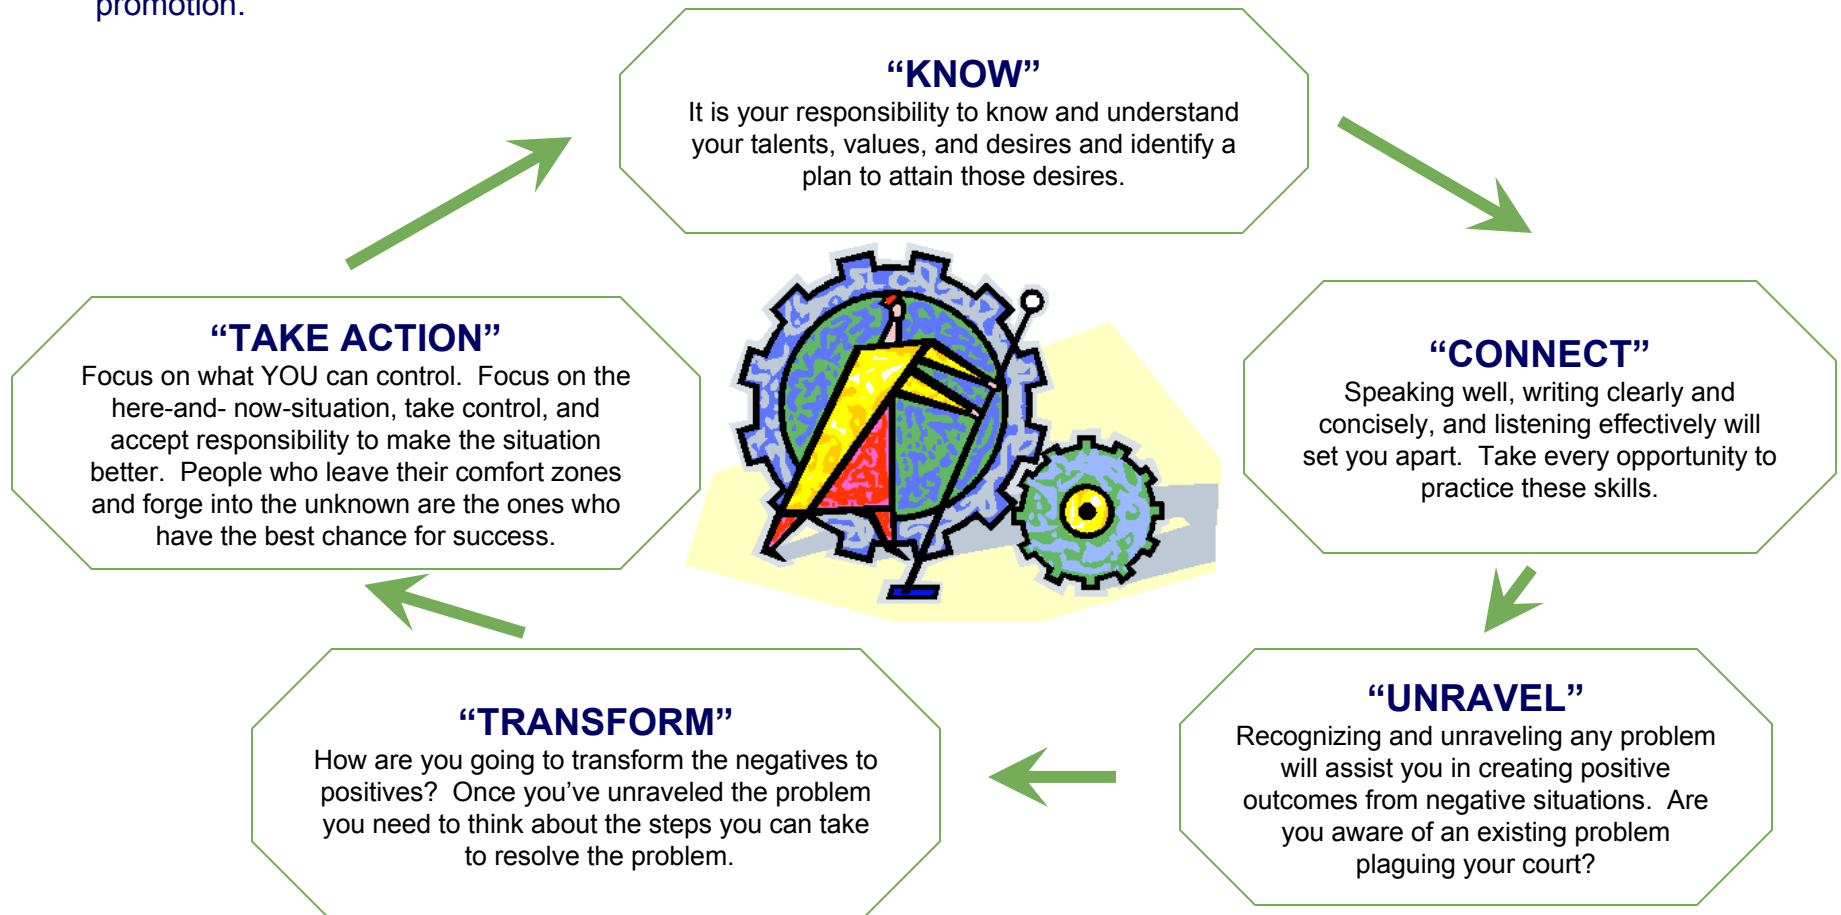 promotion.
“KNOW”
It is your responsibility to know and understand
your talents, values, and desires and identify a
plan to attain those desires.
“CONNECT”
Speaking well, writing clearly and
concisely, and listening effectively will
set you apart.  Take every opportunity to
practice these skills.
“UNRAVEL”
Recognizing and unraveling any problem
will assist you in creating positive
outcomes from negative situations.  Are
you aware of an existing problem
plaguing your court?
“TRANSFORM”
How are you going to transform the negatives to
positives?  Once you’ve unraveled the problem
you need to think about the steps you can take
to resolve the problem.
“TAKE ACTION”
Focus on what YOU can control.  Focus on the
here-and- now-situation, take control, and
accept responsibility to make the situation
better.  People who leave their comfort zones
and forge into the unknown are the ones who
have the best chance for success.